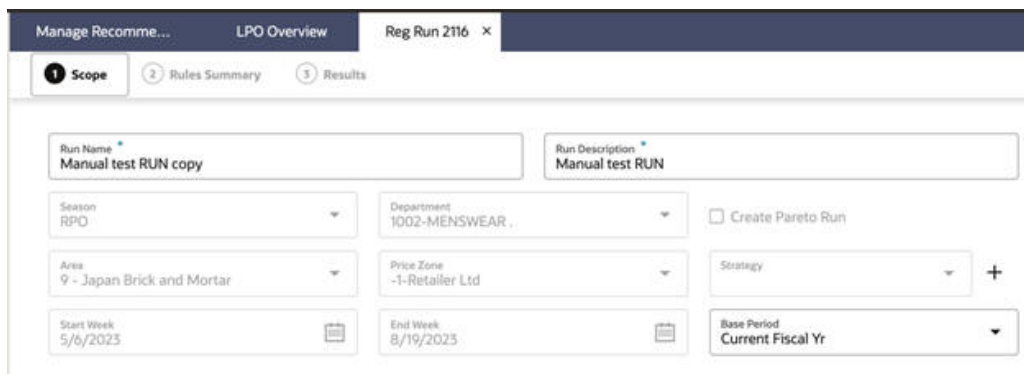 Manage Recomme... LPO Overview Reg Run 2116 ×
1 Scope 2 Rules Summary 3 Results
Run Name * Run Description *
Manual test RUN copy Manual test RUN
Season Department
RPO 1002-MENSWEAR . Create Pareto Run
Area Price Zone Strategy
9 - Japan Brick and Mortar -1-Retailer Ltd +
Start Week End Week Base Period
5/6/2023 8/19/2023 Current Fiscal Yr